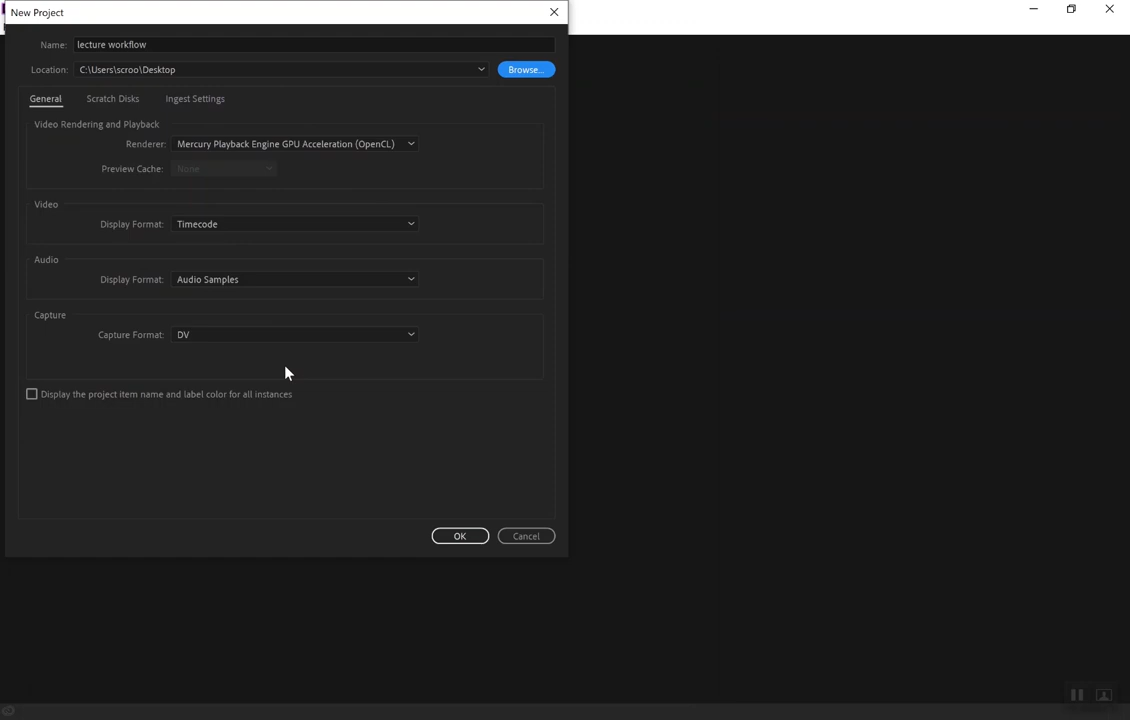 New Project
Name: lecture workflow
Location: C:\Users\scroo\Desktop
Browse...
General Scratch Disks Ingest Settings
Video Rendering and Playback
Renderer: Mercury Playback Engine GPU Acceleration (OpenCL)
Preview Cache: None
Video
Display Format: Timecode
Audio
Display Format: Audio Samples
Capture
Capture Format: DV
Display the project item name and label color for all instances
OK Cancel